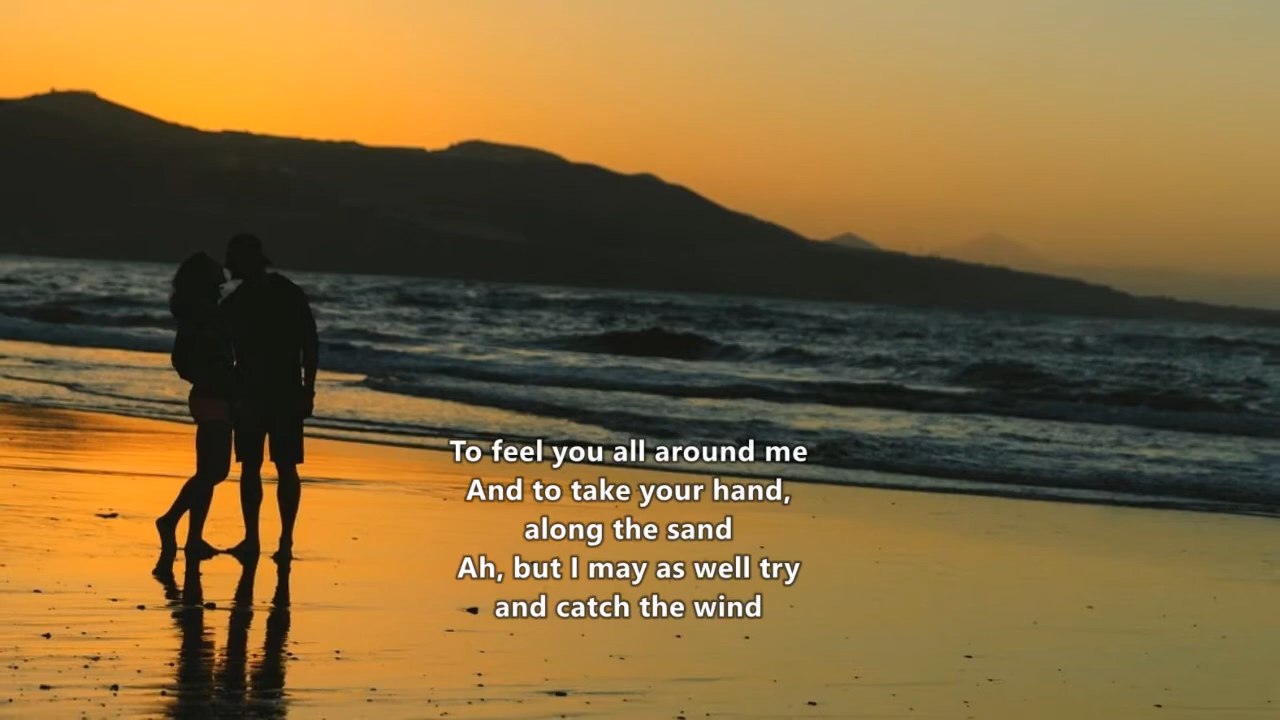 To feel you all around me
And to take your hand,
along the sand
Ah, but I may as well try
and catch the wind